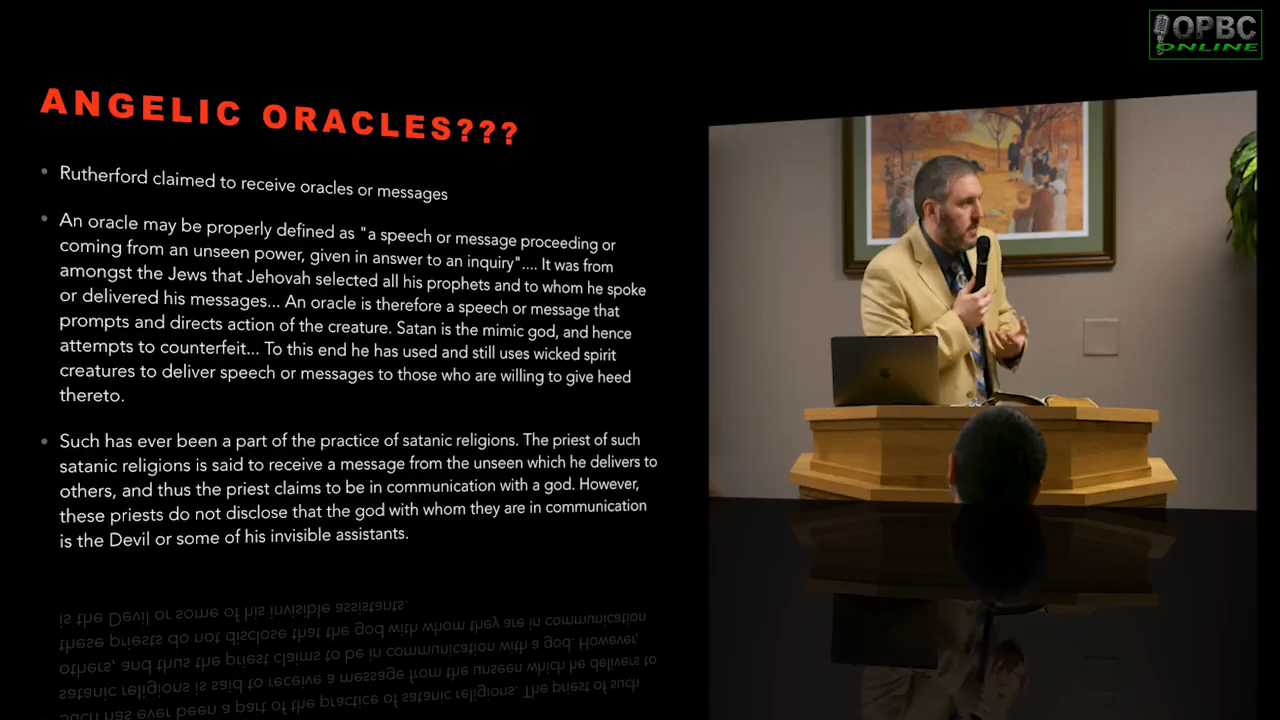 OPBC
ONLINE
ANGELIC ORACLES???
• Rutherford claimed to receive oracles or messages
• An oracle may be properly defined as "a speech or message proceeding or
coming from an unseen power, given in answer to an inquiry".... It was from
amongst the Jews that Jehovah selected all his prophets and to whom he spoke
or delivered his messages... An oracle is therefore a speech or message that
prompts and directs action of the creature. Satan is the mimic god, and hence
attempts to counterfeit... To this end he has used and still uses wicked spirit
creatures to deliver speech or messages to those who are willing to give heed
thereto.
• Such has ever been a part of the practice of satanic religions. The priest of such
satanic religions is said to receive a message from the unseen which he delivers to
others, and thus the priest claims to be in communication with a god. However,
these priests do not disclose that the god with whom they are in communication
is the Devil or some of his invisible assistants.